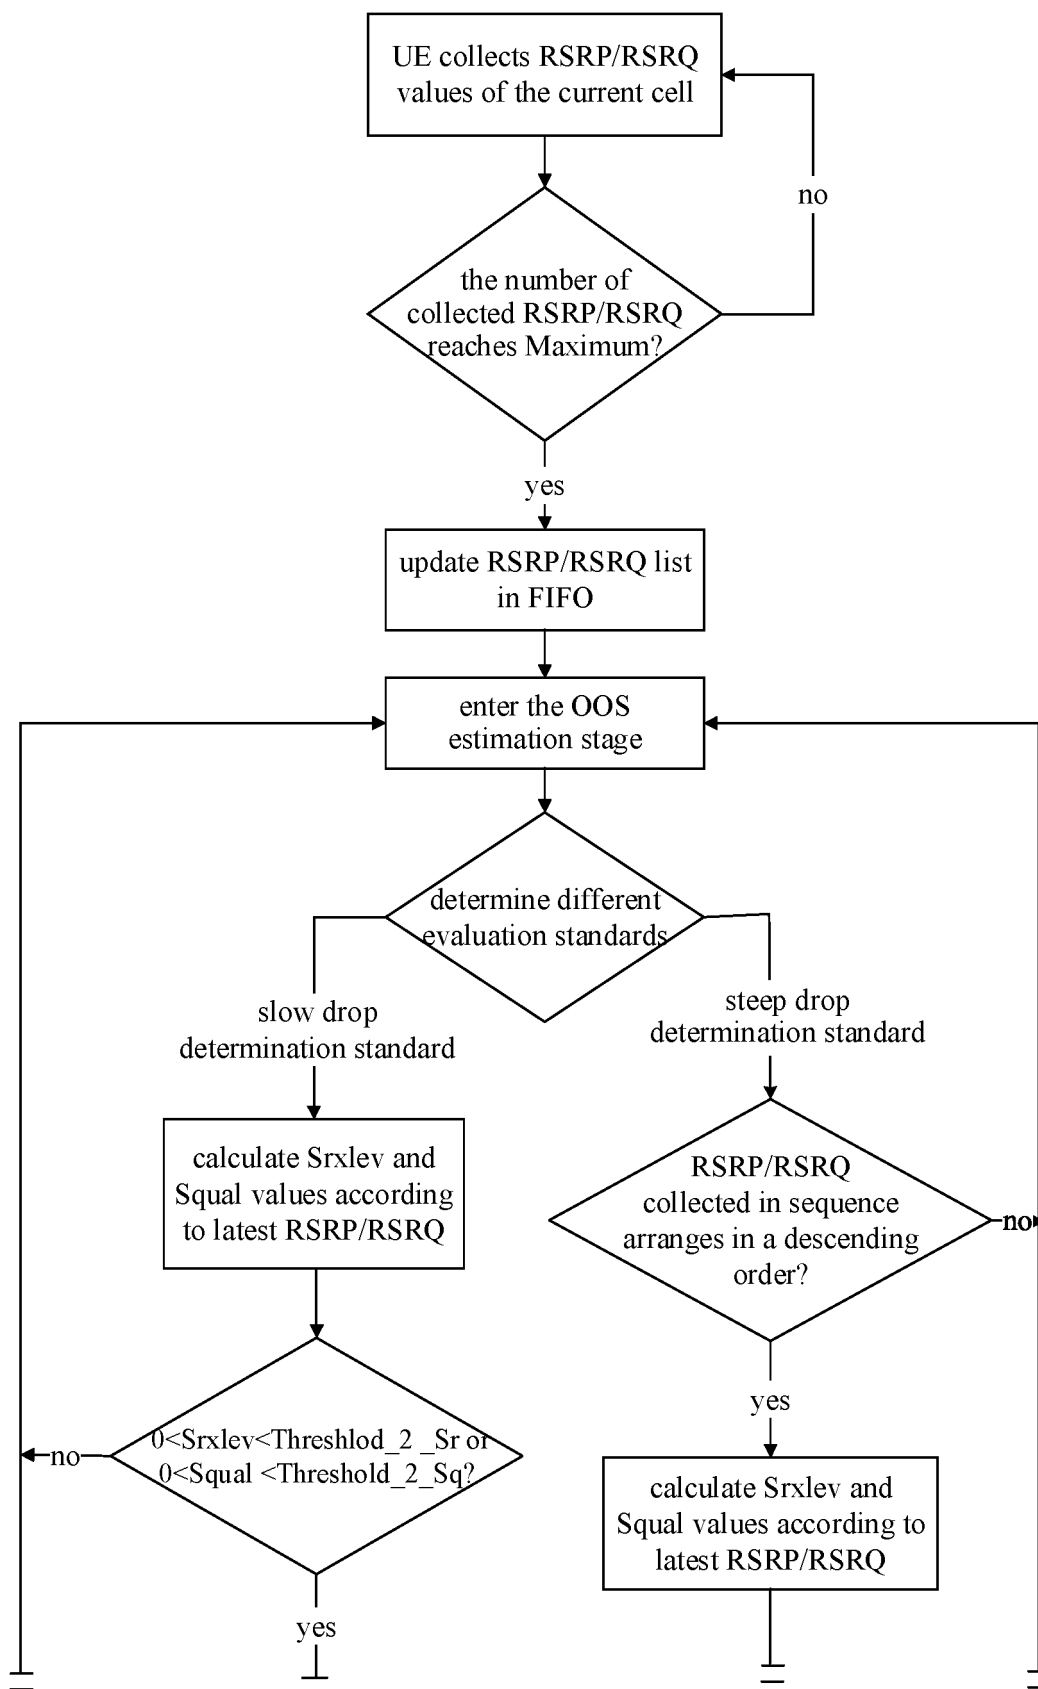 UE collects RSRP/RSRQ
values of the current cell
no
the number of
collected RSRP/RSRQ
reaches Maximum?
yes
update RSRP/RSRQ list
in FIFO
enter the OOS
estimation stage
determine different
evaluation standards
slow drop
determination standard
steep drop
determination standard
calculate Srxlev and
Squal values according
to latest RSRP/RSRQ
RSRP/RSRQ
collected in sequence
arranges in a descending
order?
no
yes
0<Srxlev<Threshlod_2 _Sr or
0<Squal <Threshold_2_Sq?
no
calculate Srxlev and
Squal values according to
latest RSRP/RSRQ
yes